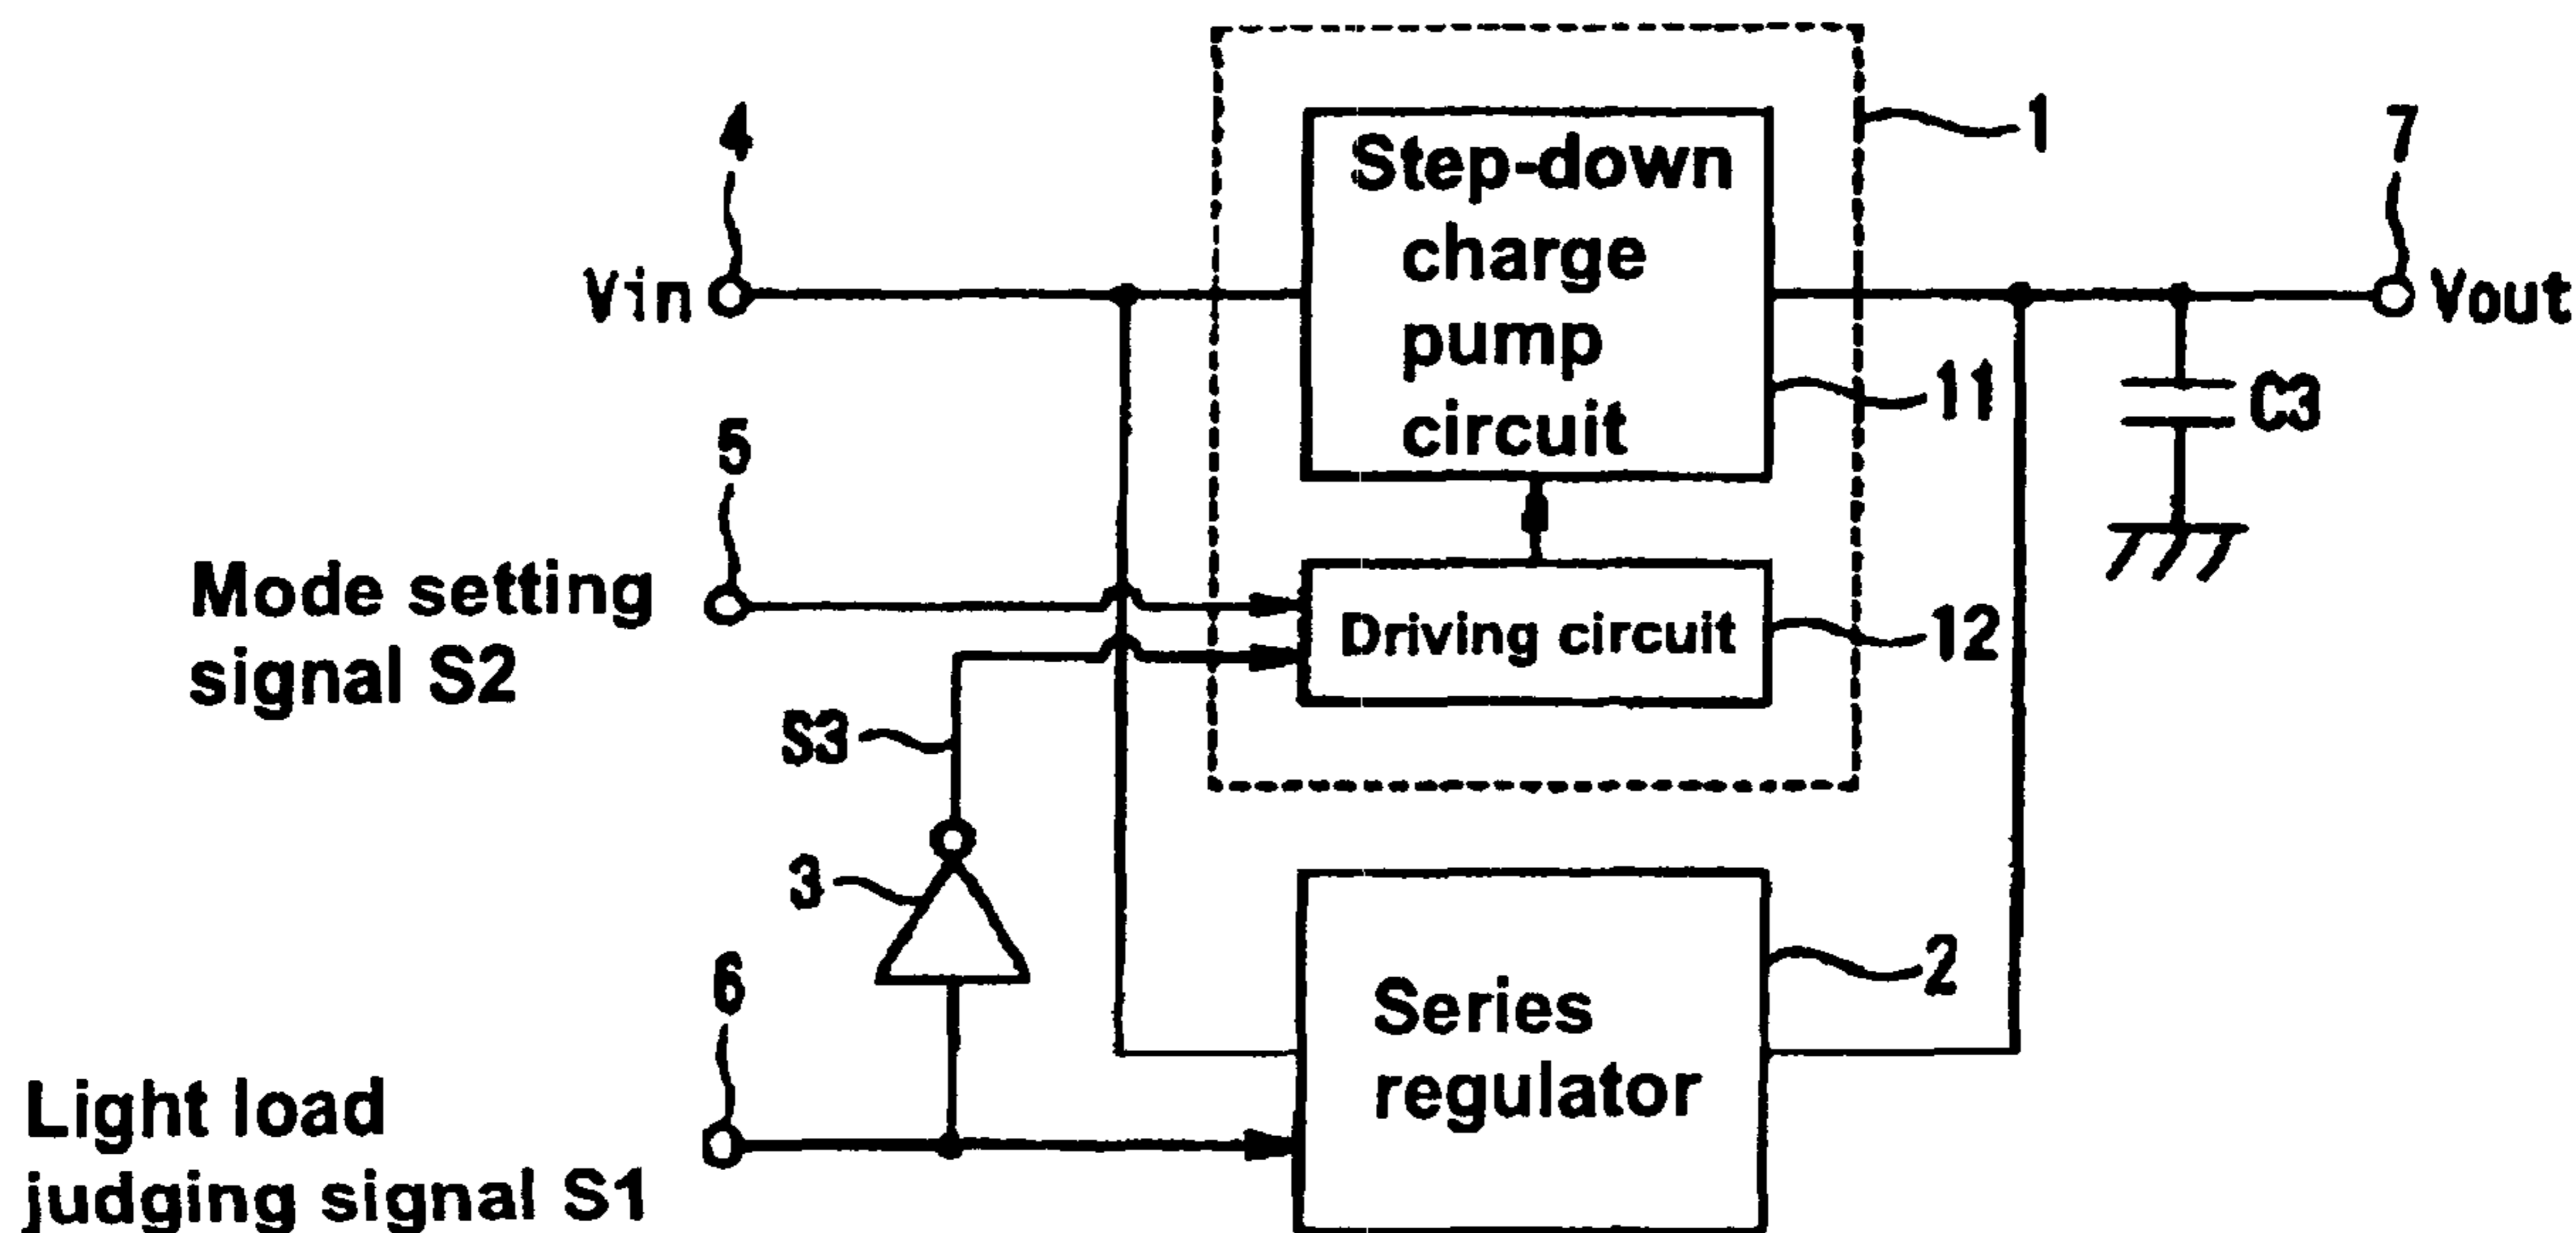 1
4
7
Step-down
charge
pump
circuit
Vin
Vout
11
C3
5
Mode setting
signal S2
Driving circuit
12
S3
3
6
2
Series
regulator
Light load
judging signal S1